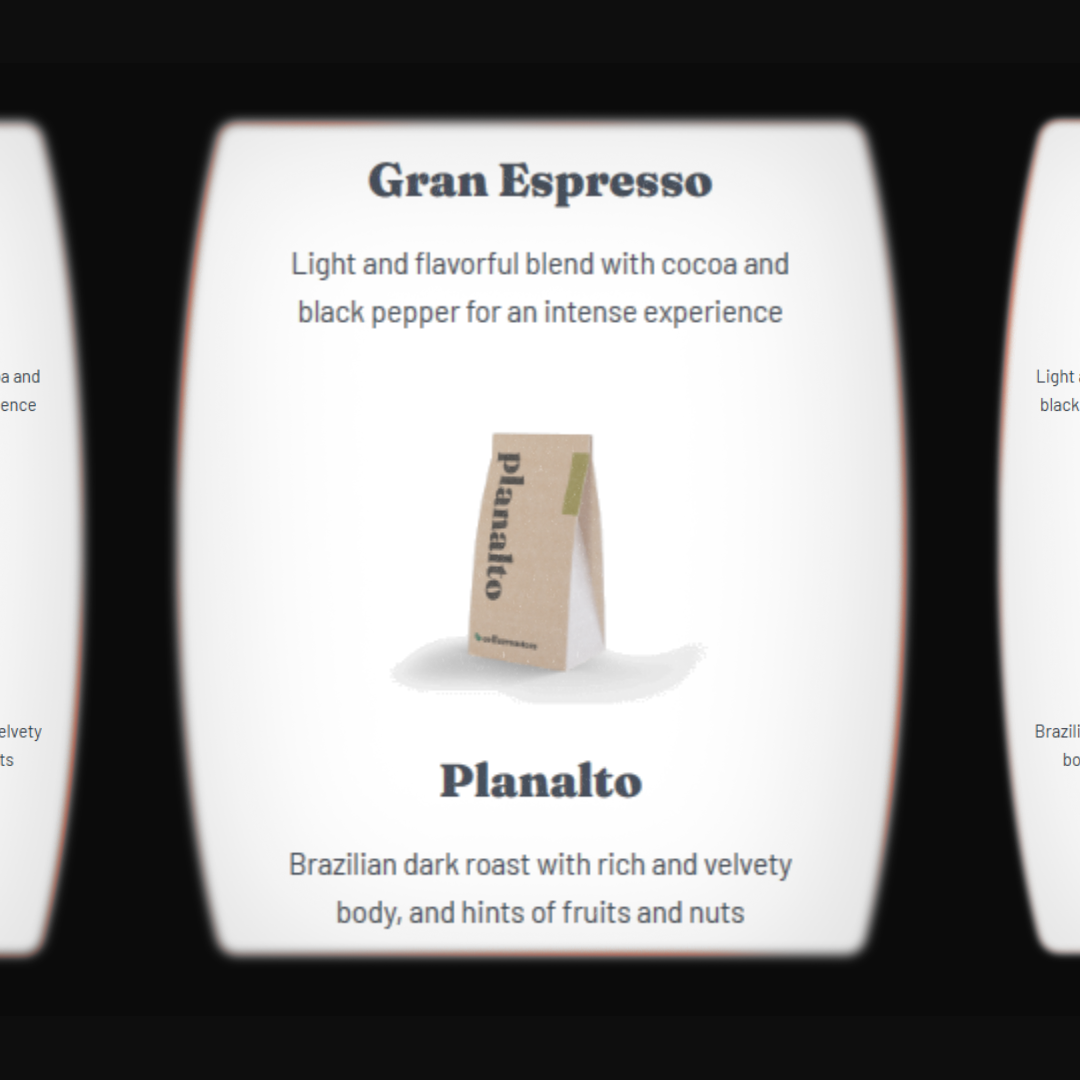 Gran Espresso
Light and flavorful blend with cocoa and
black pepper for an intense experience
planalto
Planalto
Brazilian dark roast with rich and velvety
body, and hints of fruits and nuts
a and
ence
elvety
ts
Light
black
Brazili
bo